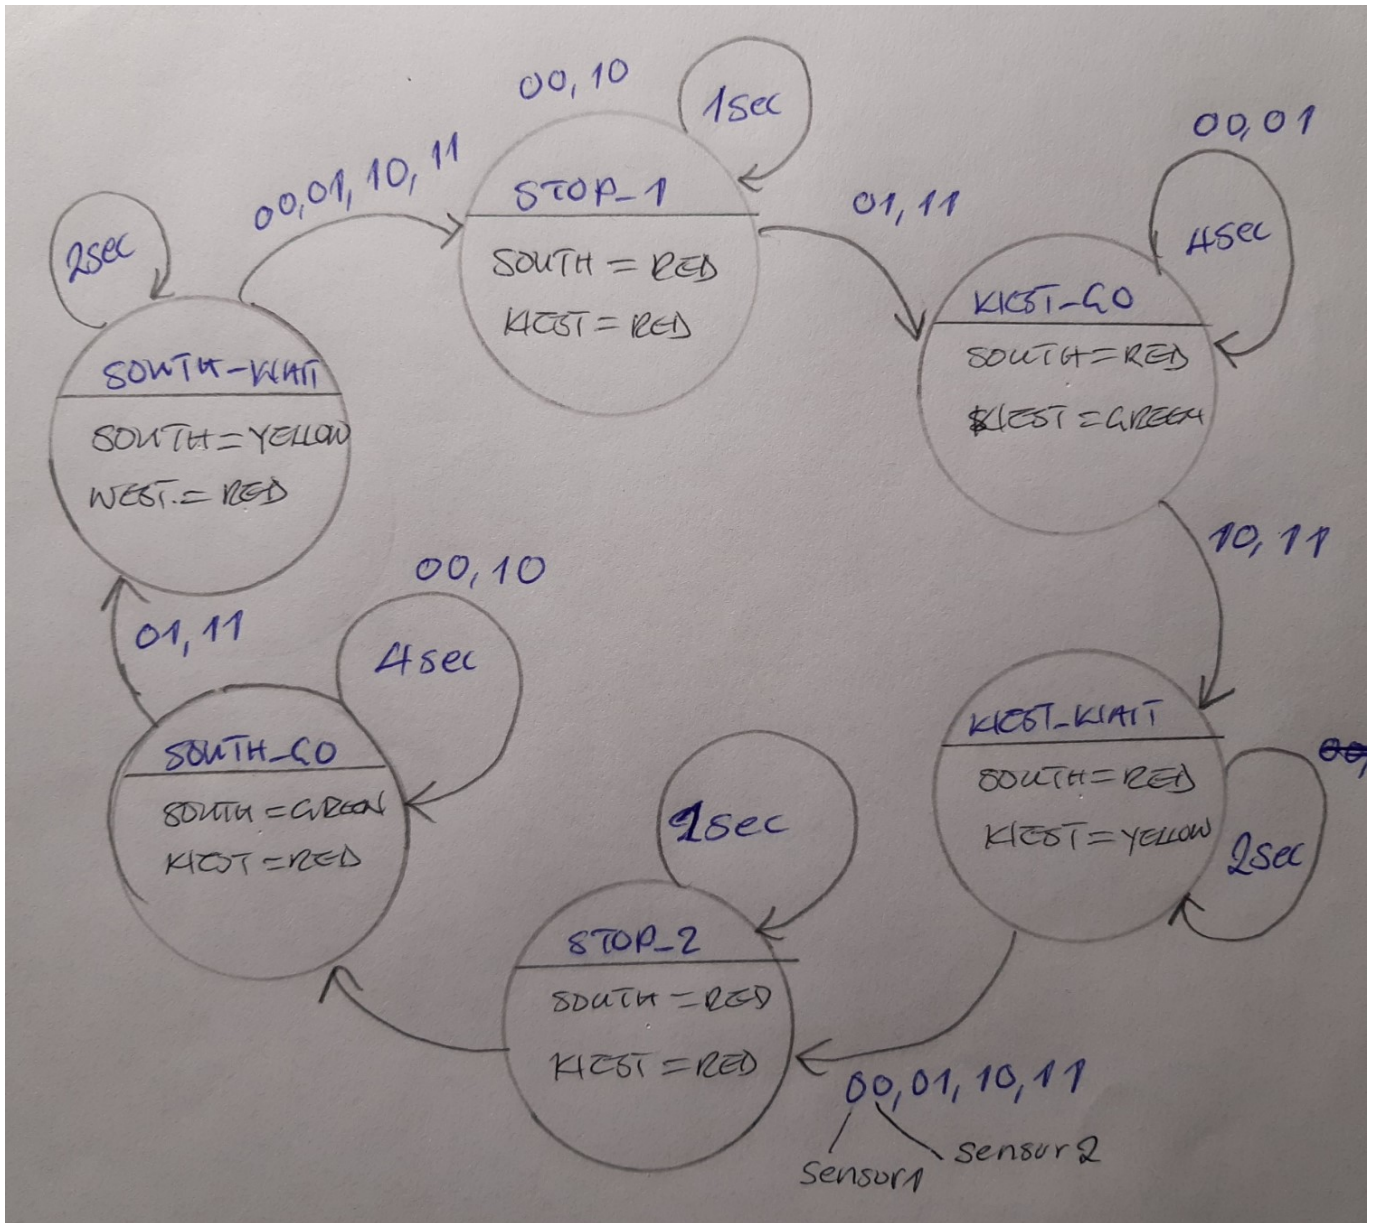 00, 10
1sec
STOP_1
SOUTH = RED
WEST = RED
00,01,10,11
01,11
00,01
4sec
WEST_GO
SOUTH = RED
WEST = GREEN
2sec
SOUTH_WAIT
SOUTH = YELLOW
WEST = RED
10, 11
01,11
00,10
4sec
SOUTH_GO
SOUTH = GREEN
WEST = RED
WEST_WAIT
SOUTH = RED
WEST = YELLOW
00,
2sec
1sec
STOP_2
SOUTH = RED
WEST = RED
00,01,10,11
sensor1
sensor2